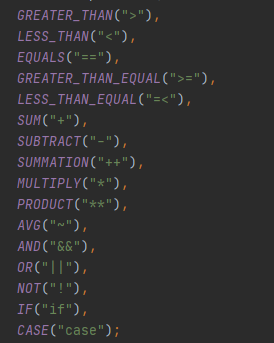 GREATER_THAN(">"),
LESS_THAN("<"),
EQUALS("=="),
GREATER_THAN_EQUAL(">="),
LESS_THAN_EQUAL("=<"),
SUM("+"),
SUBTRACT("-"),
SUMMATION("++"),
MULTIPLY("*"),
PRODUCT("**"),
AVG("~"),
AND("&&"),
OR("||"),
NOT("!"),
IF("if"),
CASE("case");